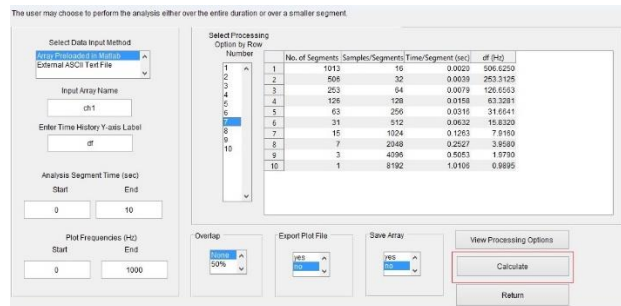 The user may choose to perform the analysis either over the entire duration or over a smaller segment.
Select Data Input Method
Array Preloaded in Matlab
External ASCII Text File
Input Array Name
ch1
Enter Time History Y-axis Label
df
Analysis Segment Time (sec)
Start End
0 10
Plot Frequencies (Hz)
Start End
0 1000
Select Processing
Option by Row
Number
1
2
3
4
5
6
7
8
9
10
No. of Segments Samples/Segments Time/Segment (sec) df (Hz)
1 1013 16 0.0020 506.6250
2 506 32 0.0039 253.3125
3 253 64 0.0079 126.6563
4 126 128 0.0158 63.3281
5 63 256 0.0316 31.6641
6 31 512 0.0632 15.8320
7 15 1024 0.1263 7.9160
8 7 2048 0.2527 3.9580
9 3 4096 0.5053 1.9790
10 1 8192 1.0106 0.9895
Overlap
None
50%
Export Plot File
yes
no
Save Array
yes
no
View Processing Options
Calculate
Return